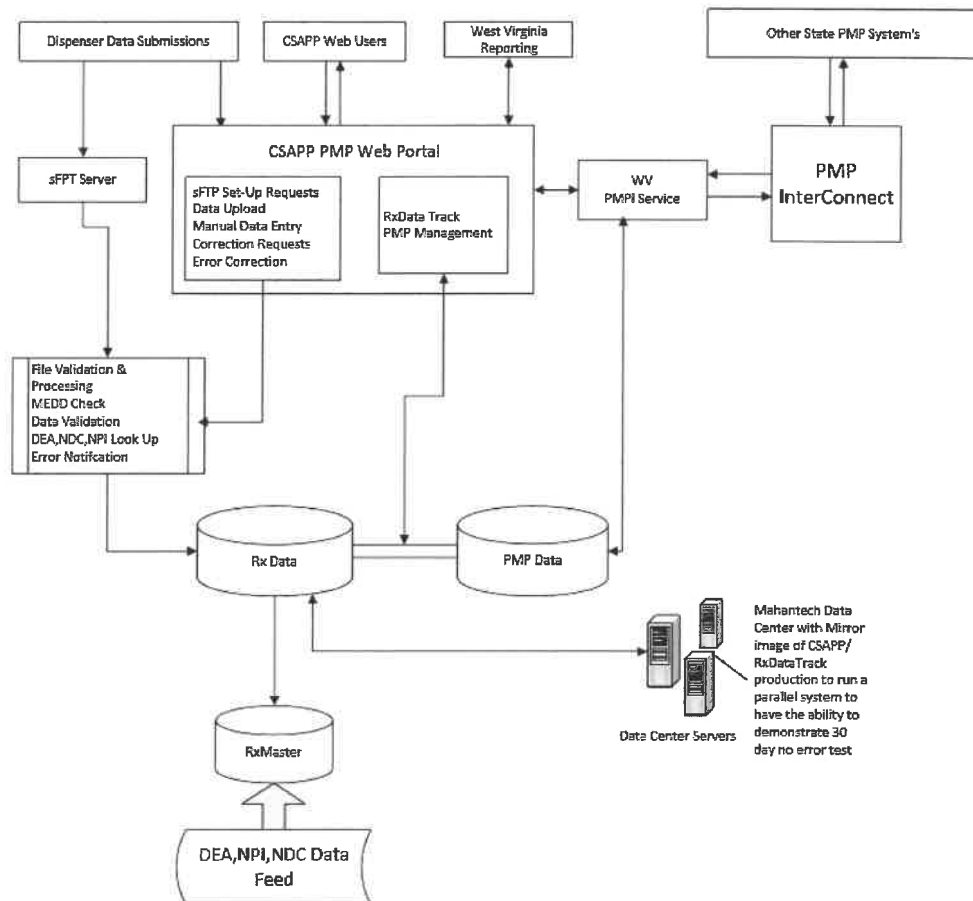 Dispenser Data Submissions
CSAPP Web Users
West Virginia
Reporting
Other State PMP System's
sFPT Server
CSAPP PMP Web Portal
sFTP Set-Up Requests
Data Upload
Manual Data Entry
Correction Requests
Error Correction
RxData Track
PMP Management
WV
PMPi Service
PMP
InterConnect
File Validation &
Processing
MEDD Check
Data Validation
DEA,NDC,NPI Look Up
Error Notifcation
Rx Data
PMP Data
Mahantech Data
Center with Mirror
image of CSAPP/
RxDataTrack
production to run a
parallel system to
have the ability to
demonstrate 30
day no error test
Data Center Servers
RxMaster
DEA,NPI,NDC Data
Feed